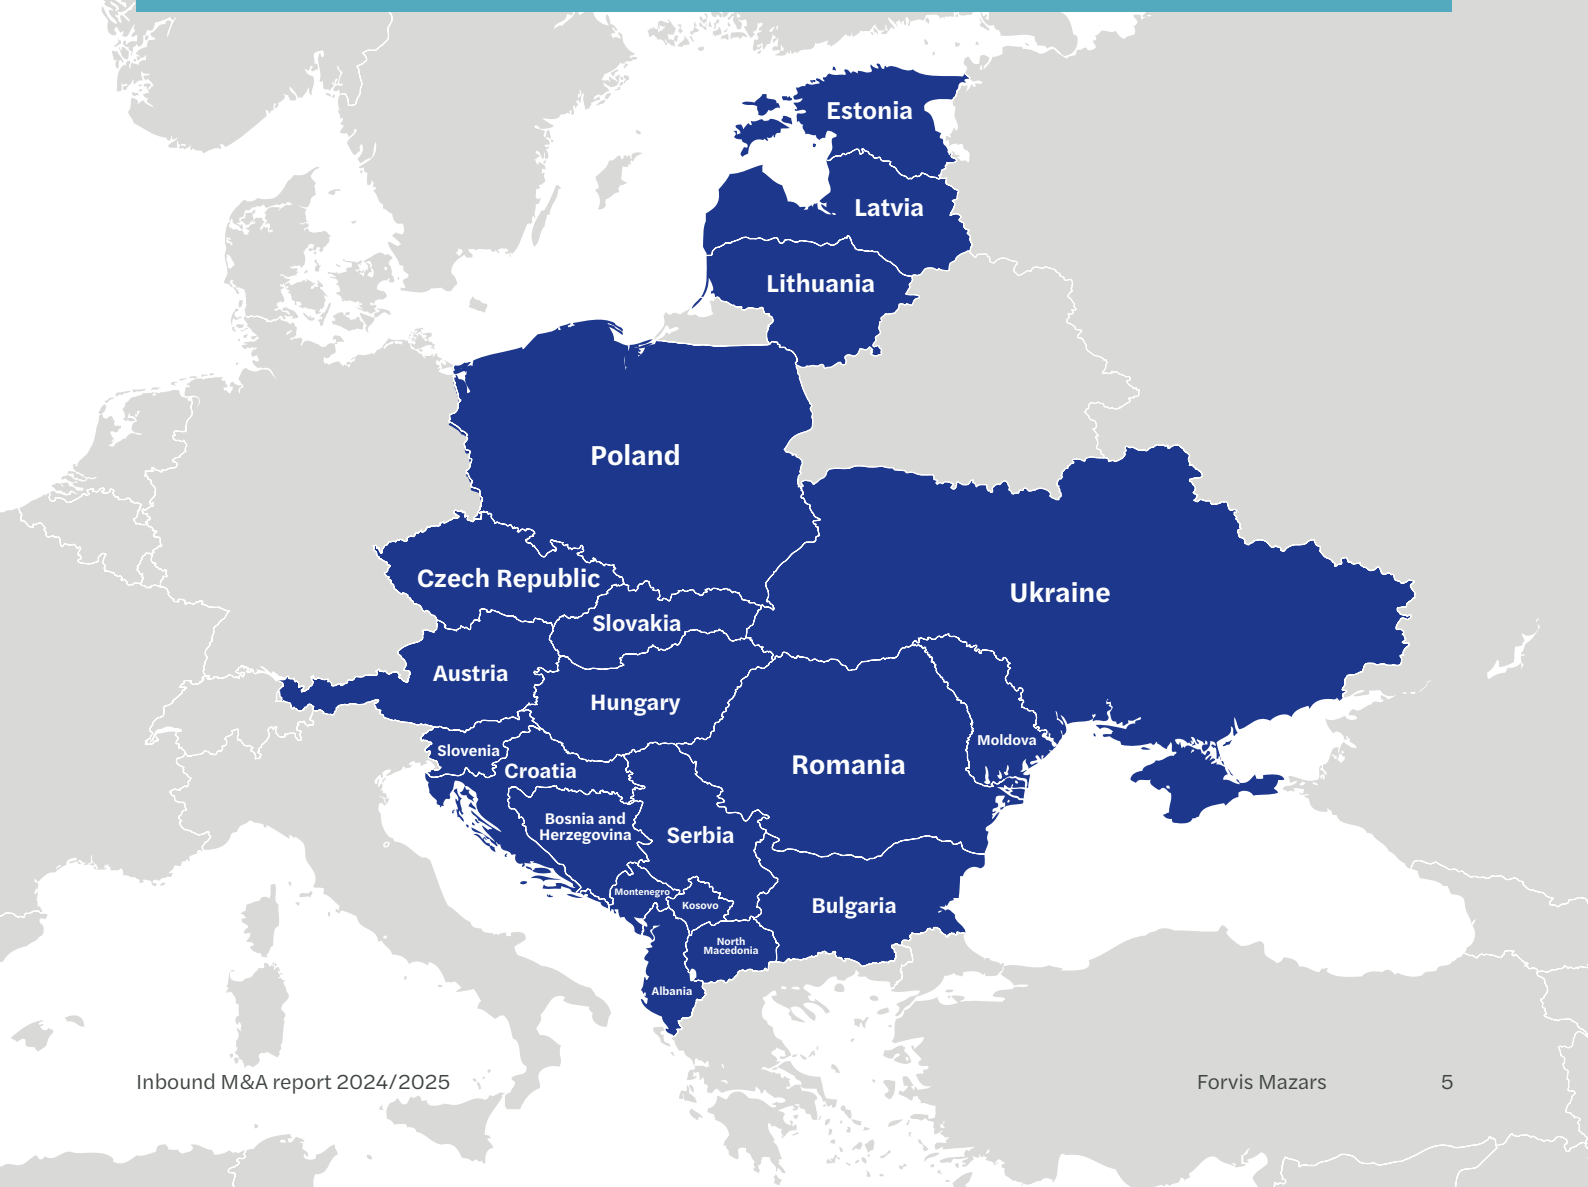 Estonia
Latvia
Lithuania
Poland
Czech Republic
Ukraine
Slovakia
Austria
Hungary
Slovenia
Croatia
Romania
Moldova
Bosnia and
Herzegovina
Serbia
Montenegro
Kosovo
Bulgaria
North
Macedonia
Albania
Inbound M&A report 2024/2025
Forvis Mazars
5